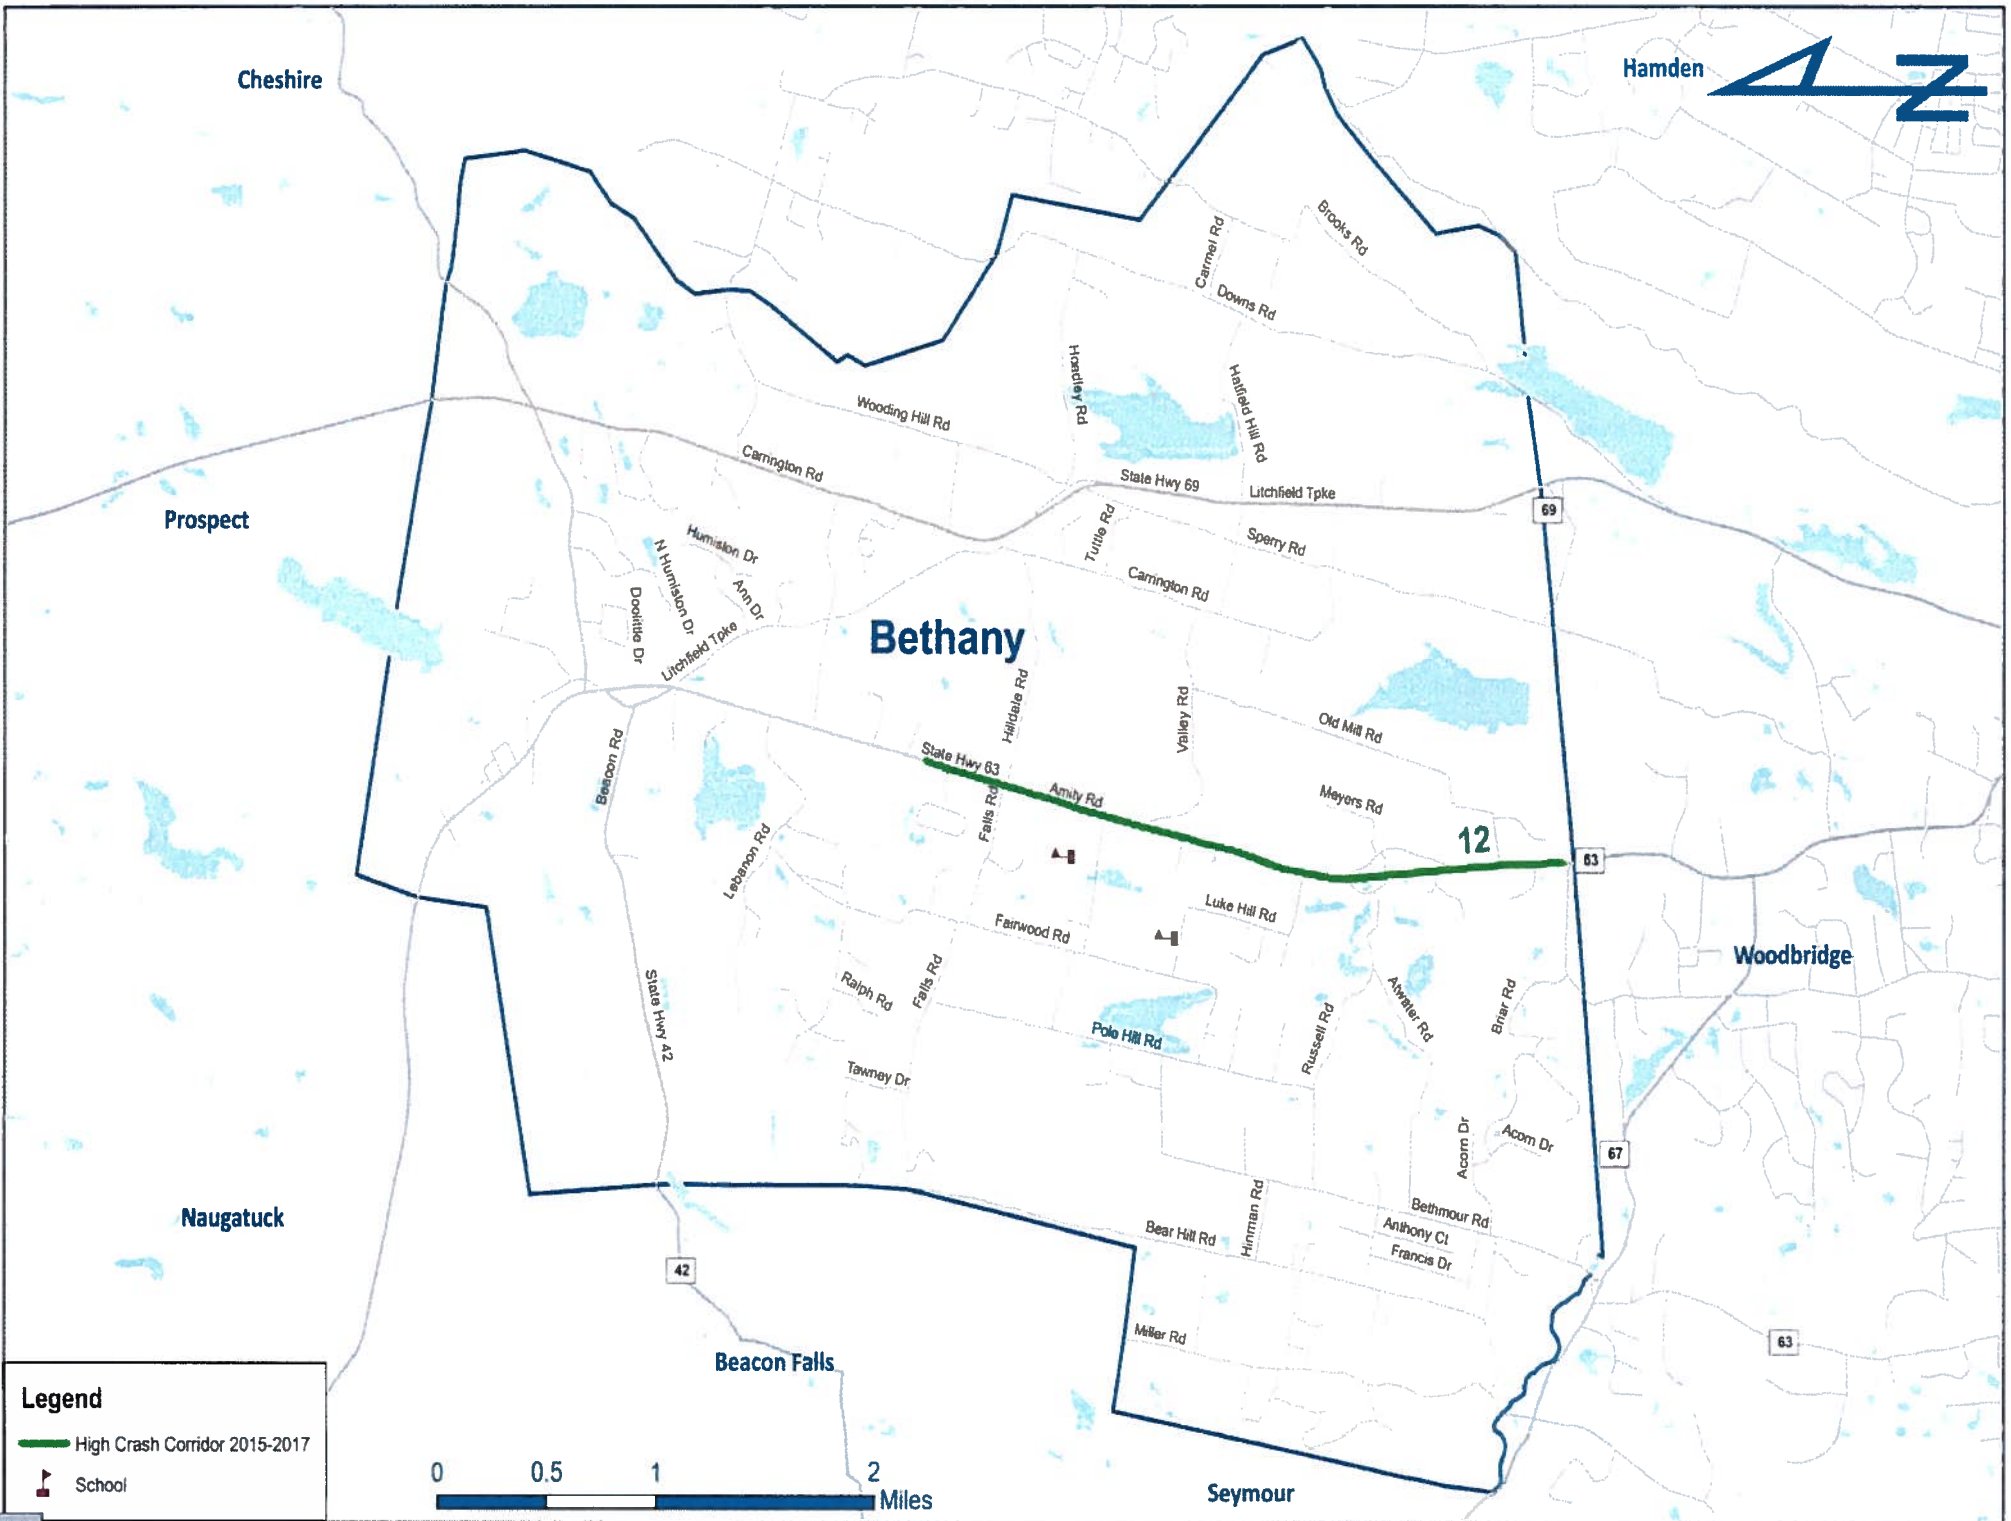 Cheshire
Hamden
N
Brooks Rd
Carmel Rd
Downs Rd
Hoadley Rd
Hatfield Hill Rd
Wooding Hill Rd
Carrington Rd
State Hwy 69
Litchfield Tpke
69
Prospect
Tuttle Rd
Sperry Rd
Humiston Dr
N Humiston Dr
Ann Dr
Doolittle Dr
Carrington Rd
Litchfield Tpke
Bethany
Hilldale Rd
Valley Rd
Old Mill Rd
Beacon Rd
State Hwy 63
Amity Rd
Meyers Rd
Falls Rd
12
63
Lebanon Rd
Luke Hill Rd
Fairwood Rd
Woodbridge
Ralph Rd
Falls Rd
State Hwy 42
Atwater Rd
Briar Rd
Russell Rd
Polo Hill Rd
Tawney Dr
Acorn Dr
Acorn Dr
67
Naugatuck
Hinman Rd
Bethmour Rd
Bear Hill Rd
Anthony Ct
Francis Dr
42
Miller Rd
63
Beacon Falls
Legend
High Crash Corridor 2015-2017
School
0 0.5 1 2
Miles
Seymour